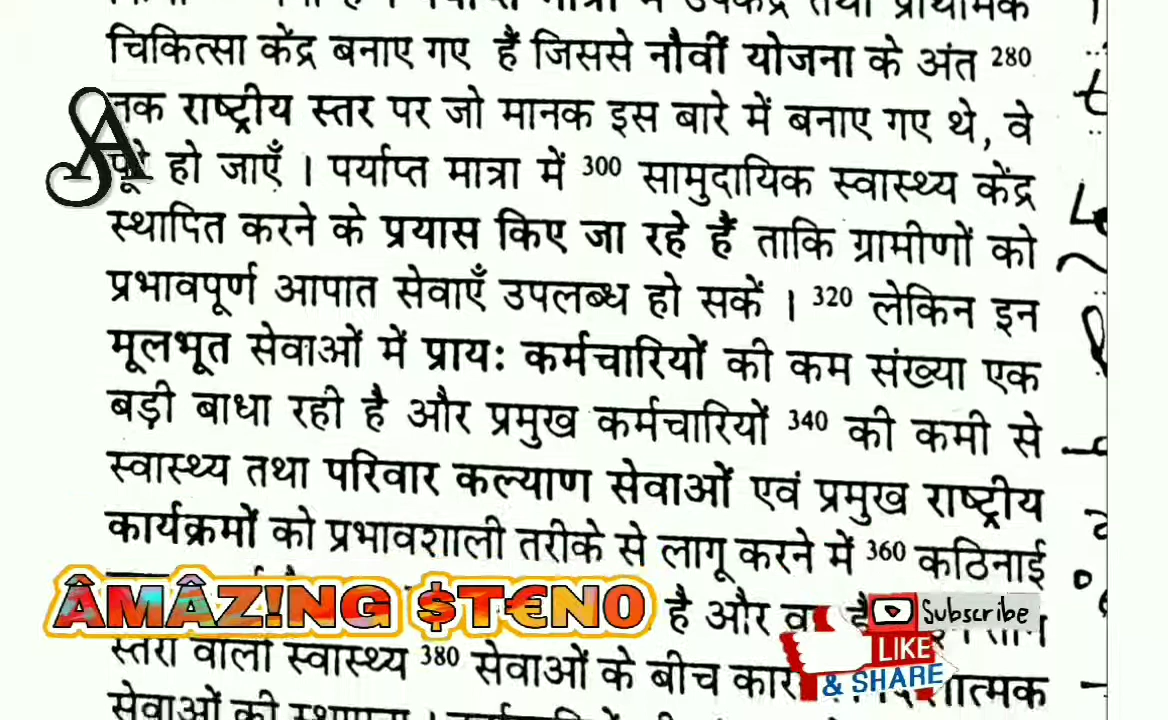 चिकित्सा केंद्र बनाए गए हैं जिससे नौवीं योजना के अंत 280
तक राष्ट्रीय स्तर पर जो मानक इस बारे में बनाए गए थे, वे
पूरे हो जाएँ । पर्याप्त मात्रा में 300 सामुदायिक स्वास्थ्य केंद्र
स्थापित करने के प्रयास किए जा रहे हैं ताकि ग्रामीणों को
प्रभावपूर्ण आपात सेवाएँ उपलब्ध हो सकें । 320 लेकिन इन
मूलभूत सेवाओं में प्रायः कर्मचारियों की कम संख्या एक
बड़ी बाधा रही है और प्रमुख कर्मचारियों 340 की कमी से
स्वास्थ्य तथा परिवार कल्याण सेवाओं एवं प्रमुख राष्ट्रीय
कार्यक्रमों को प्रभावशाली तरीके से लागू करने में 360 कठिनाई
ÂMÂZ!NG $T€NO
है और
Subscribe
LIKE
& SHARE
स्तरों वाली स्वास्थ्य 380 सेवाओं के बीच
सेवाओं की